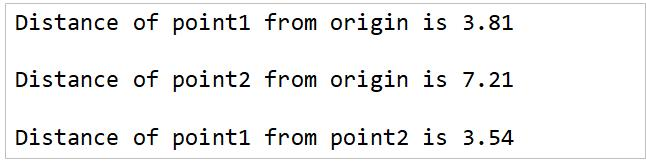 Distance of point1 from origin is 3.81
Distance of point2 from origin is 7.21
Distance of point1 from point2 is 3.54